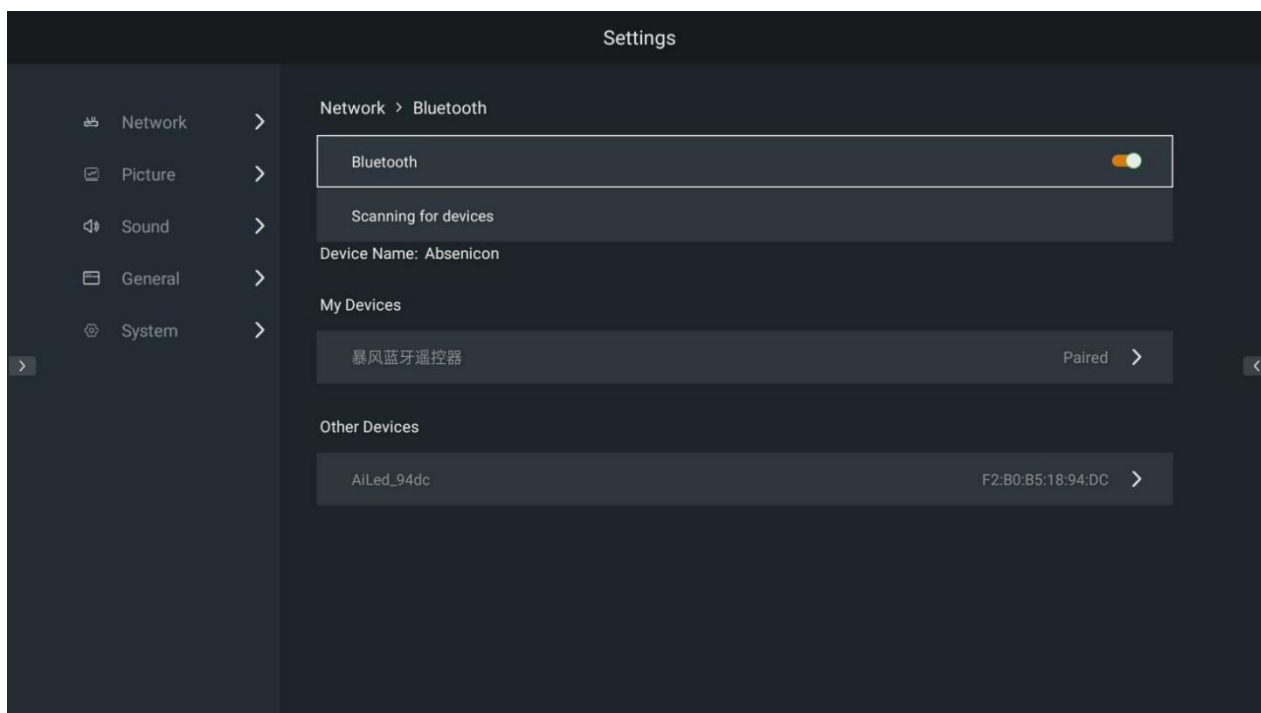 Settings
Network
Picture
Sound
General
System
Network > Bluetooth
Bluetooth
Scanning for devices
Device Name: Absenicon
My Devices
暴风蓝牙遥控器 Paired
Other Devices
AiLed_94dc F2:B0:B5:18:94:DC